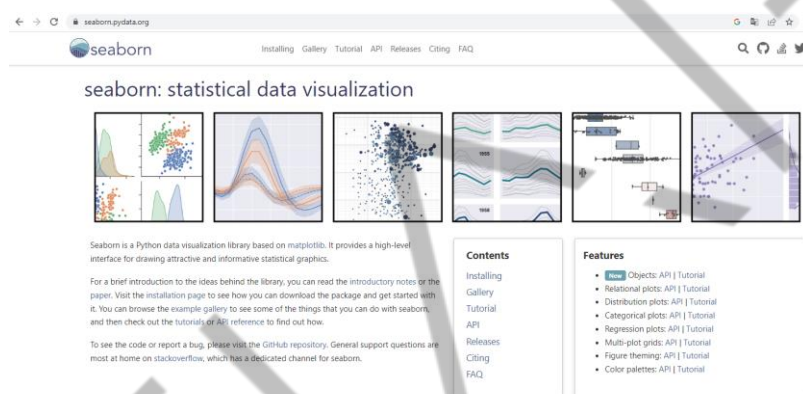 seaborn.pydata.org
seaborn
Installing Gallery Tutorial API Releases Citing FAQ
seaborn: statistical data visualization
Seaborn is a Python data visualization library based on matplotlib. It provides a high-level
interface for drawing attractive and informative statistical graphics.
For a brief introduction to the ideas behind the library, you can read the introductory notes or the
paper. Visit the installation page to see how you can download the package and get started with
it. You can browse the example gallery to see some of the things that you can do with seaborn,
and then check out the tutorials or API reference to find out how.
To see the code or report a bug, please visit the GitHub repository. General support questions are
most at home on stackoverflow, which has a dedicated channel for seaborn.
Contents
Installing
Gallery
Tutorial
API
Releases
Citing
FAQ
Features
New Objects: API | Tutorial
Relational plots: API | Tutorial
Distribution plots: API | Tutorial
Categorical plots: API | Tutorial
Regression plots: API | Tutorial
Multi-plot grids: API | Tutorial
Figure theming: API | Tutorial
Color palettes: API | Tutorial